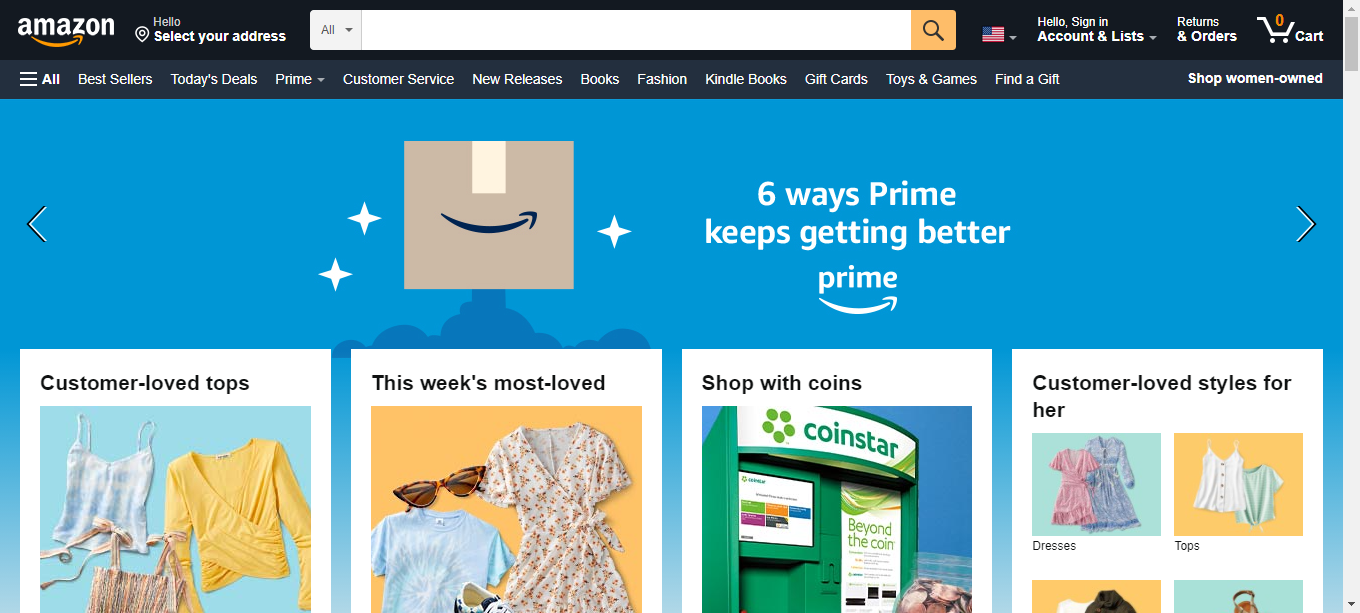 amazon
Hello
Select your address
All
Hello, Sign in
Account & Lists
Returns
& Orders
0
Cart
All
Best Sellers
Today's Deals
Prime
Customer Service
New Releases
Books
Fashion
Kindle Books
Gift Cards
Toys & Games
Find a Gift
Shop women-owned
6 ways Prime
keeps getting better
prime
Customer-loved tops
This week's most-loved
Shop with coins
Customer-loved styles for
her
coinstar
coinstar
Beyond
the coin
Dresses
Tops